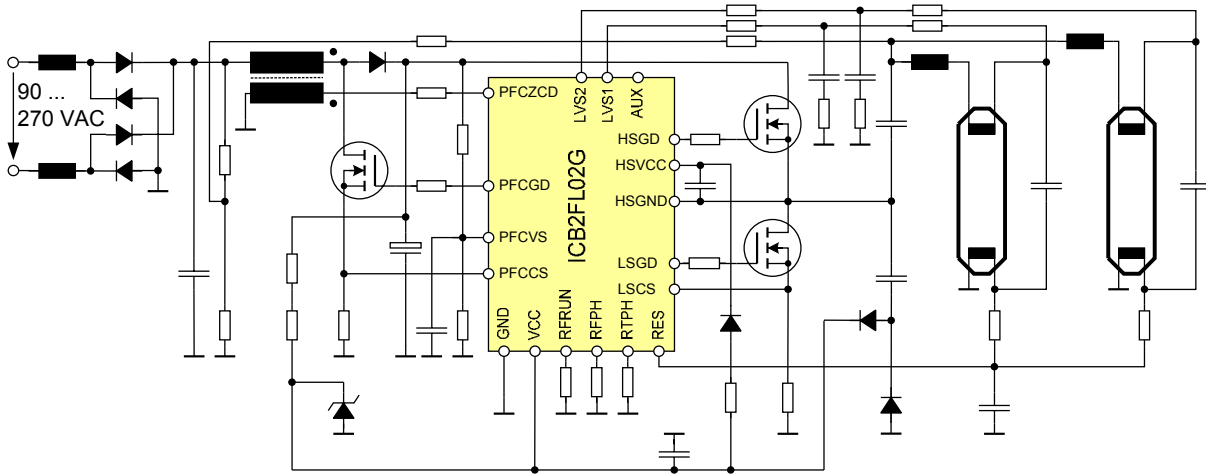 90 ...
270 VAC
PFCZCD
PFCGD
PFCVS
PFCCS
LVS2
LVS1
AUX
ICB2FL02G
HSGD
HSVCC
HSGND
LSGD
LSCS
GND
VCC
RFRUN
RFPH
RTPH
RES